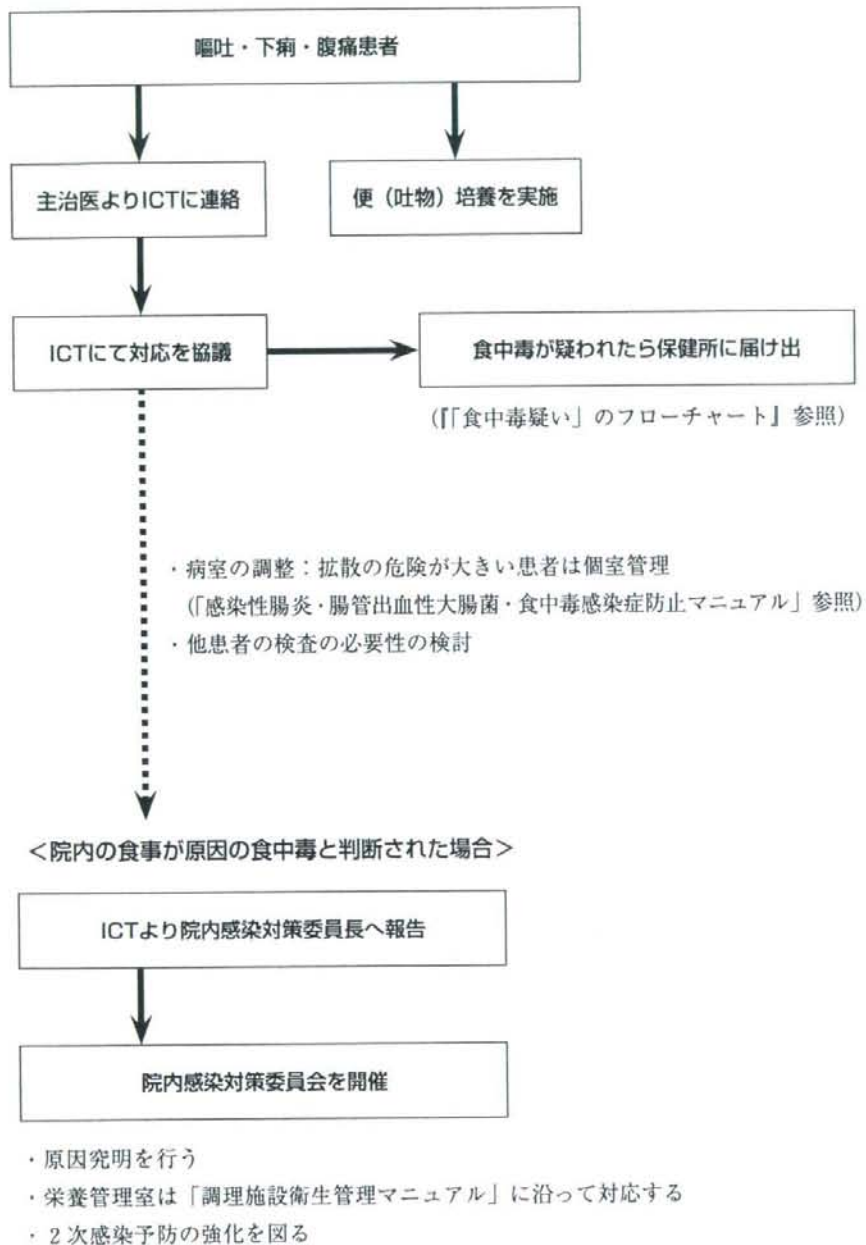 嘔吐・下痢・腹痛患者
主治医よりICTに連絡
便（吐物）培養を実施
ICTにて対応を協議
食中毒が疑われたら保健所に届け出
（『「食中毒疑い」のフローチャート』参照）
・病室の調整：拡散の危険が大きい患者は個室管理
（「感染性腸炎・腸管出血性大腸菌・食中毒感染症防止マニュアル」参照）
・他患者の検査の必要性の検討
＜院内の食事が原因の食中毒と判断された場合＞
ICTより院内感染対策委員長へ報告
院内感染対策委員会を開催
・原因究明を行う
・栄養管理室は「調理施設衛生管理マニュアル」に沿って対応する
・２次感染予防の強化を図る